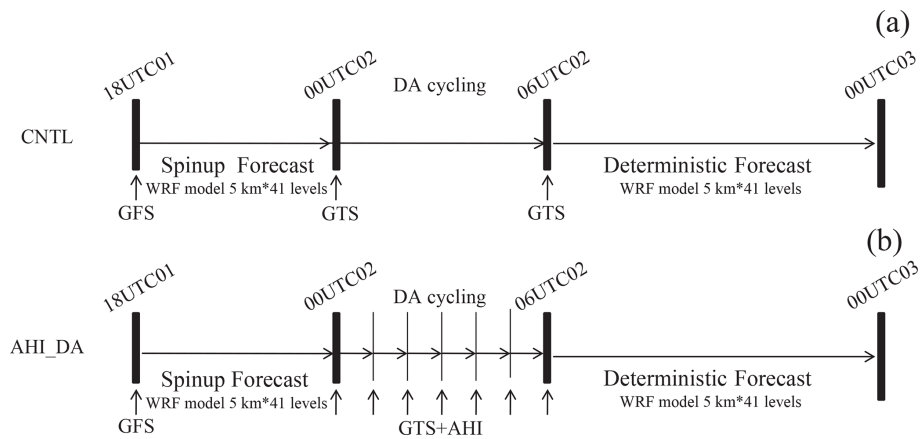 (a)
18UTC01
00UTC02
DA cycling
06UTC02
00UTC03
CNTL
Spinup Forecast
WRF model 5 km*41 levels
Deterministic Forecast
WRF model 5 km*41 levels
GFS
GTS
GTS
(b)
18UTC01
00UTC02
DA cycling
06UTC02
00UTC03
AHI_DA
Spinup Forecast
WRF model 5 km*41 levels
Deterministic Forecast
WRF model 5 km*41 levels
GFS
GTS+AHI